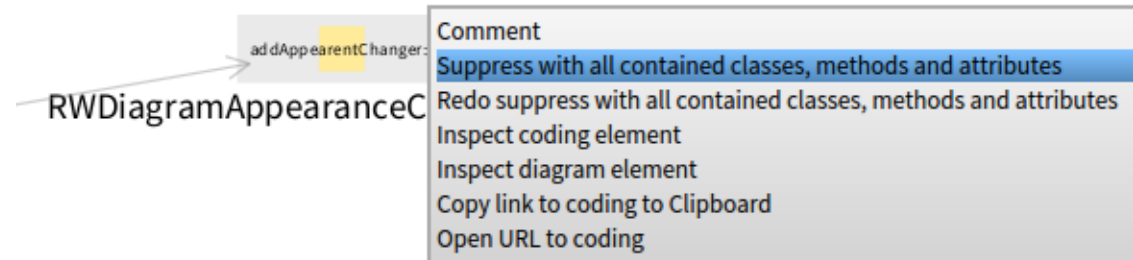 addApparentChanger:
RWDiagramAppearanceC
Comment
Suppress with all contained classes, methods and attributes
Redo suppress with all contained classes, methods and attributes
Inspect coding element
Inspect diagram element
Copy link to coding to Clipboard
Open URL to coding